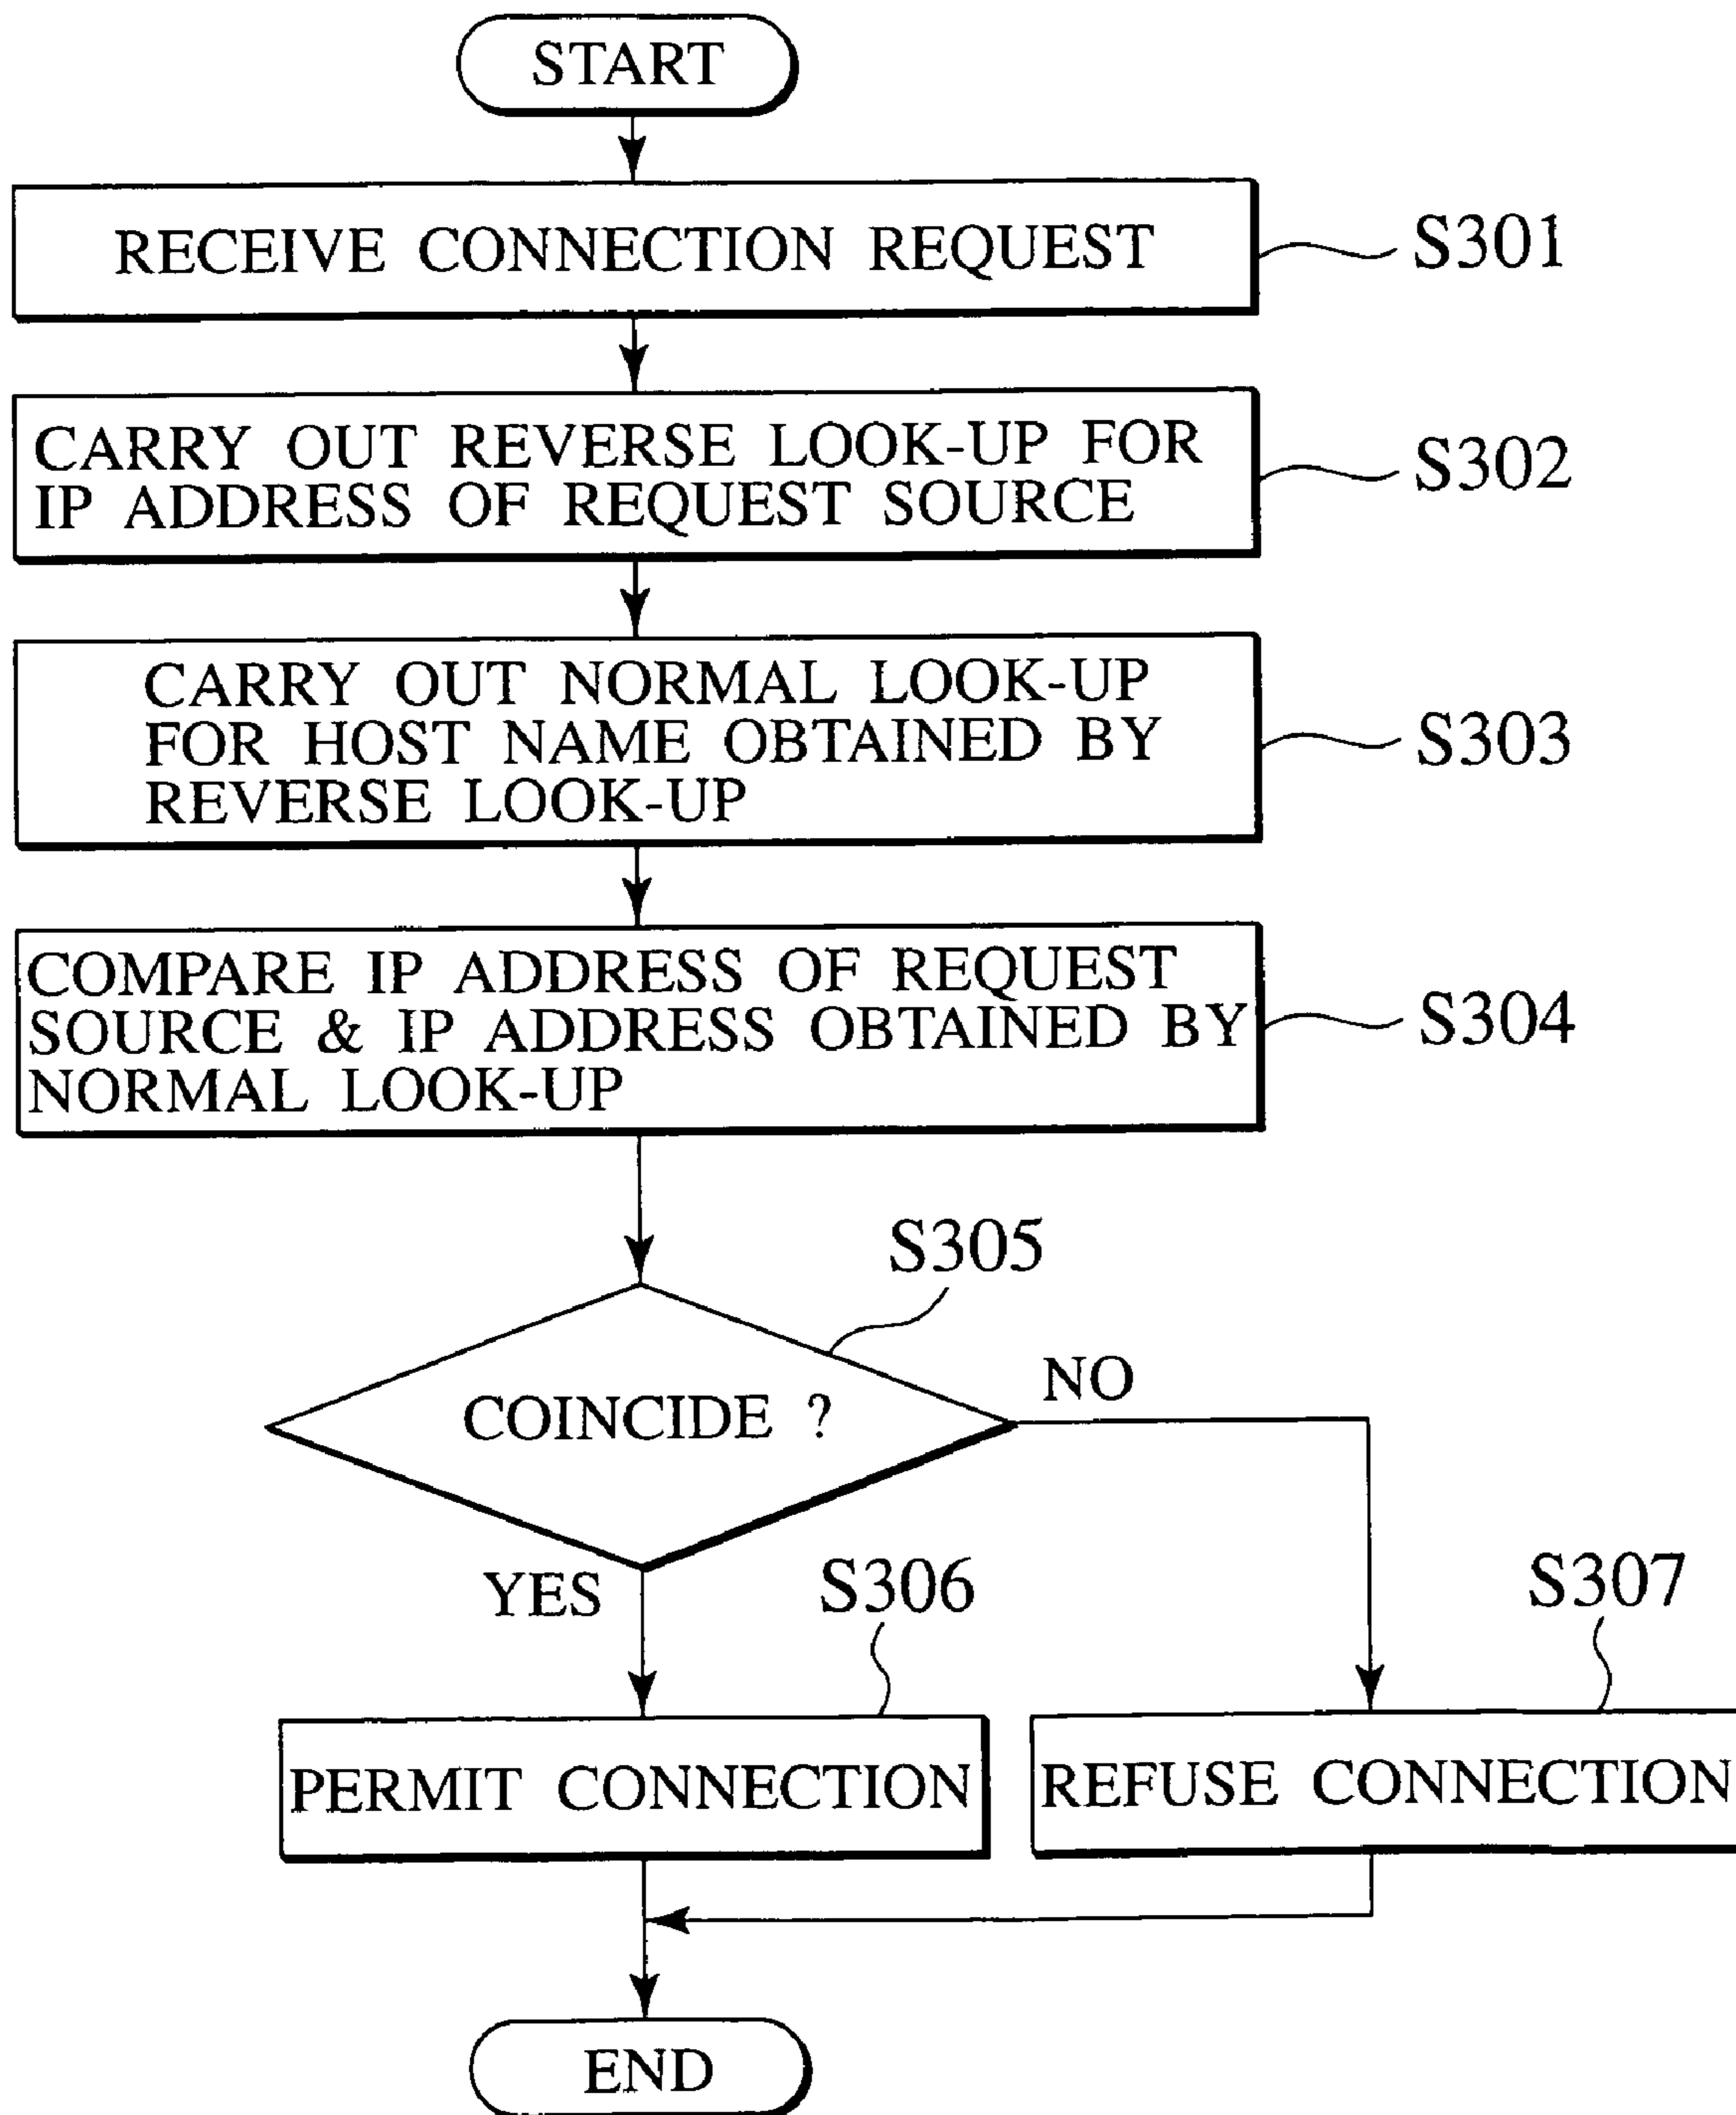 START
RECEIVE CONNECTION REQUEST
S301
CARRY OUT REVERSE LOOK-UP FOR
IP ADDRESS OF REQUEST SOURCE
S302
CARRY OUT NORMAL LOOK-UP
FOR HOST NAME OBTAINED BY
REVERSE LOOK-UP
S303
COMPARE IP ADDRESS OF REQUEST
SOURCE & IP ADDRESS OBTAINED BY
NORMAL LOOK-UP
S304
S305
COINCIDE ?
NO
YES
S306
S307
PERMIT CONNECTION
REFUSE CONNECTION
END